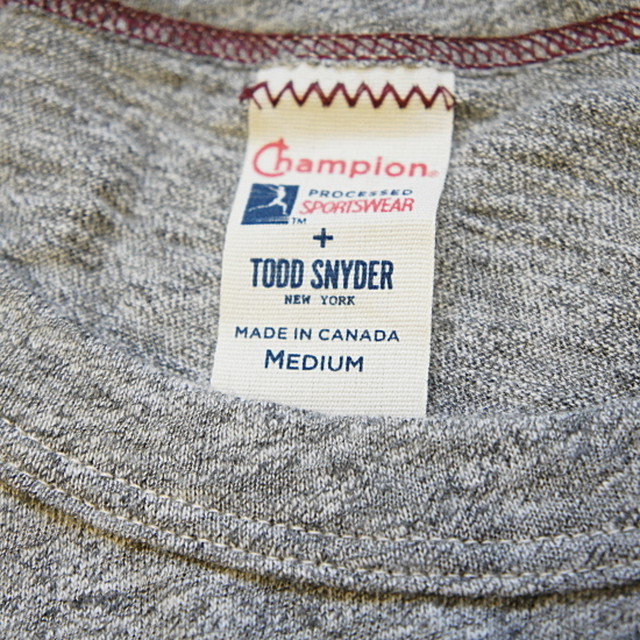 Champion®
PROCESSED
SPORTSWEAR
TM
+
TODD SNYDER
NEW YORK
MADE IN CANADA
MEDIUM